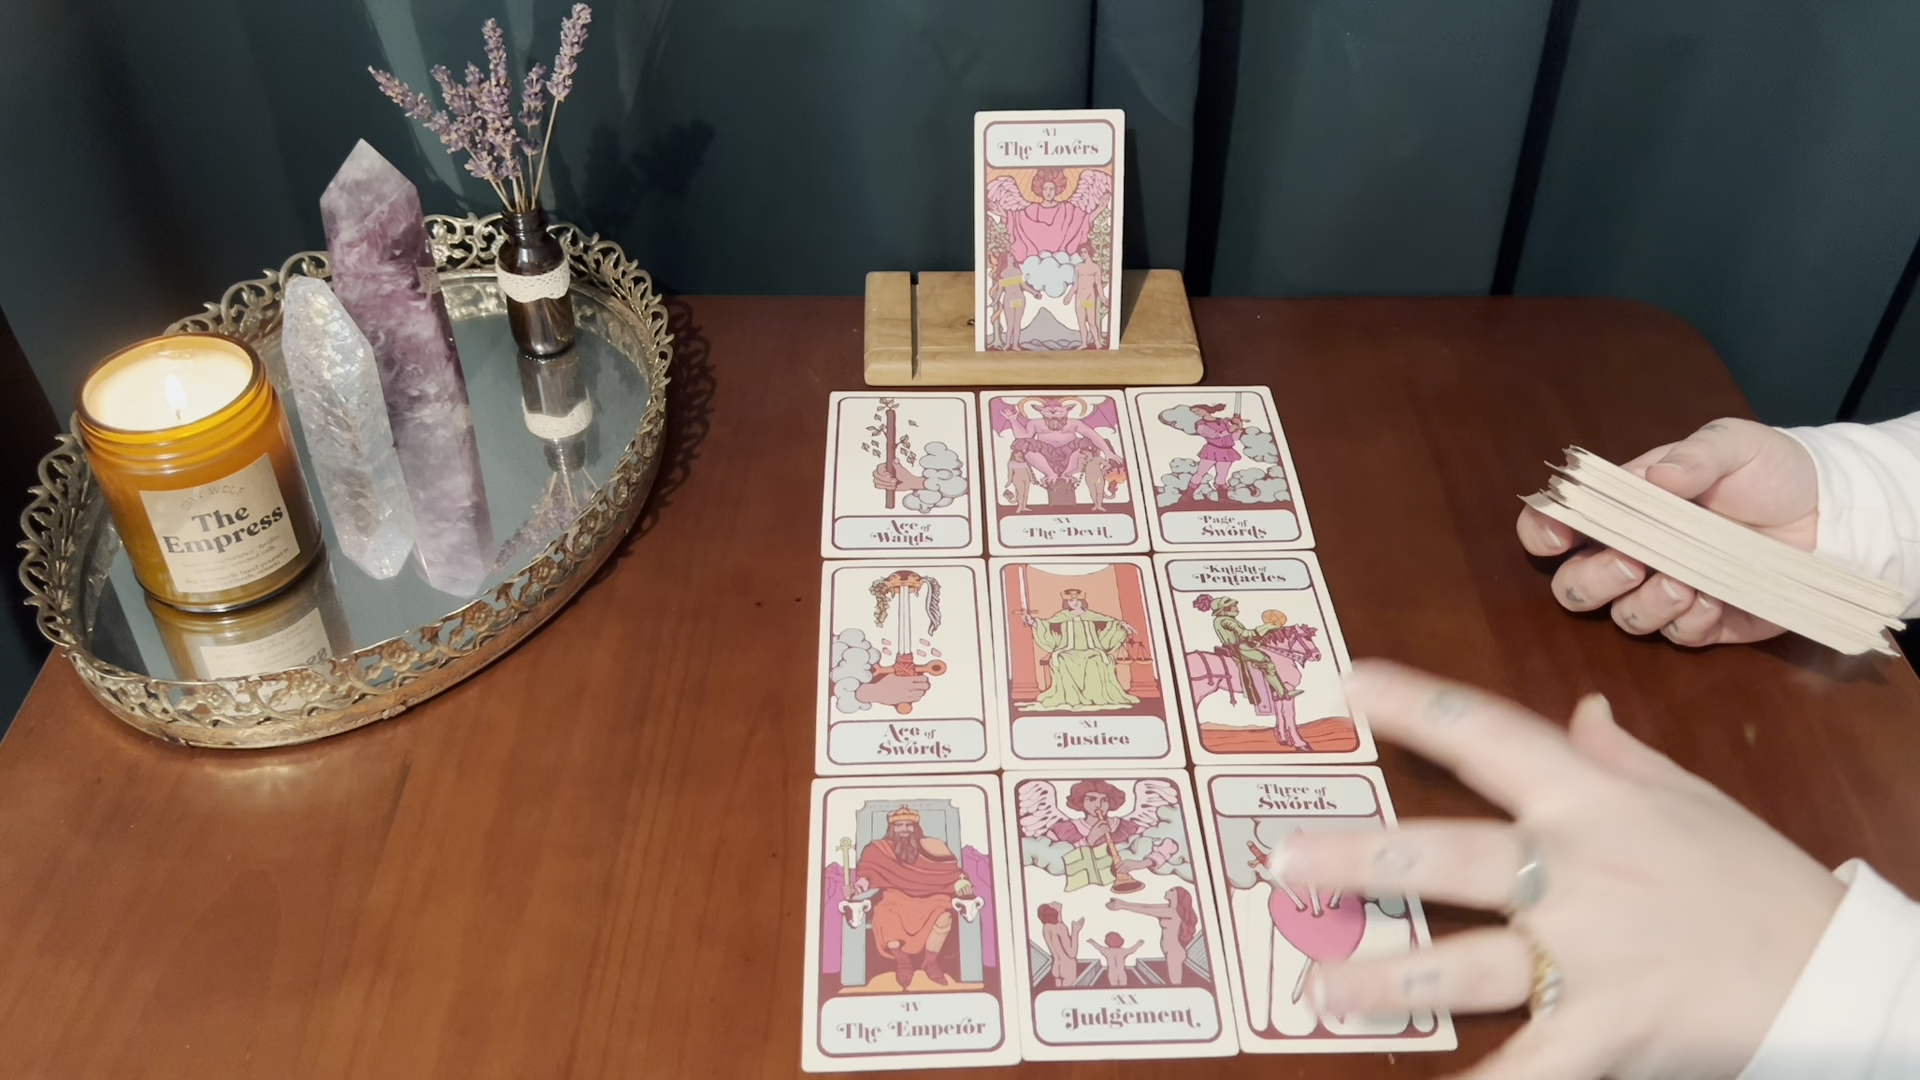 VI
The Lovers
The
Empress
Ace of
Wands
XV
The Devil
Page of
Swords
Ace of
Swords
XI
Justice
Knight of
Pentacles
IV
The Emperor
XX
Judgement
Three of
Swords